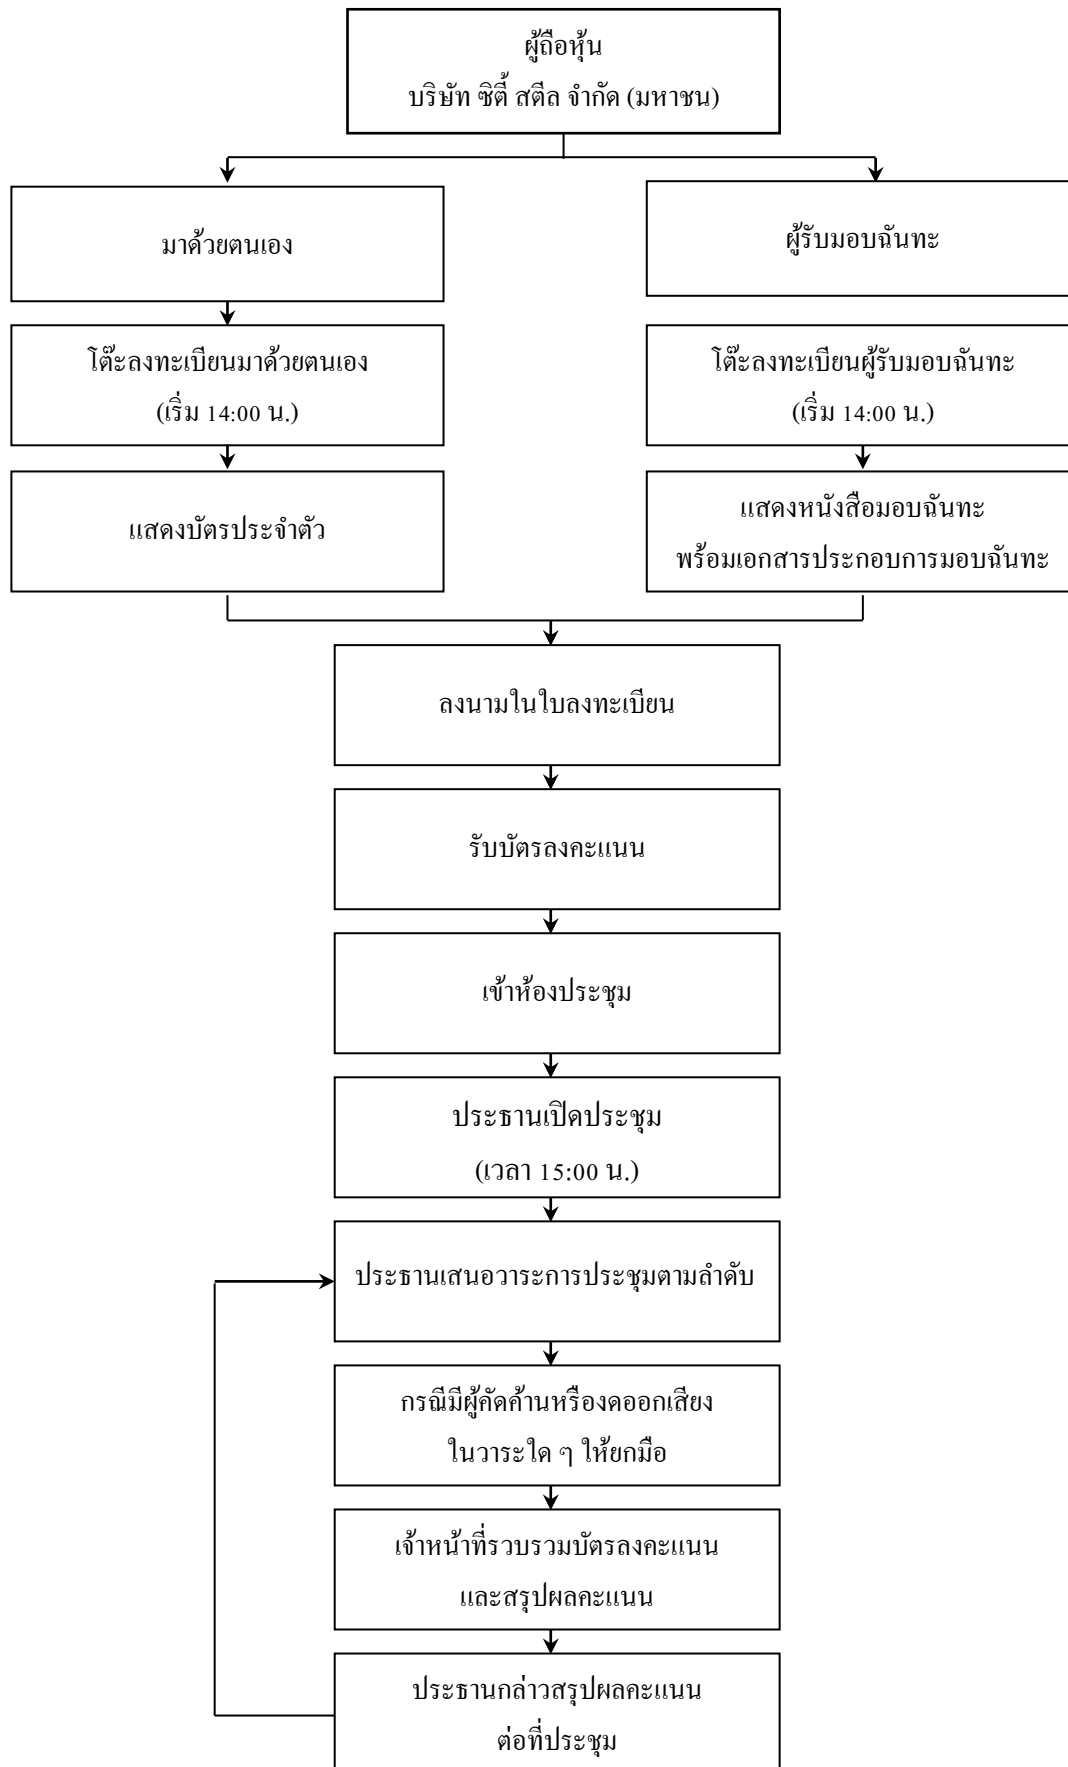 ผู้ถือหุ้น
บริษัท ซิตี้ สตีล จำกัด (มหาชน)
มาด้วยตนเอง
ผู้รับมอบฉันทะ
โต๊ะลงทะเบียนมาด้วยตนเอง
(เริ่ม 14:00 น.)
โต๊ะลงทะเบียนผู้รับมอบฉันทะ
(เริ่ม 14:00 น.)
แสดงบัตรประจำตัว
แสดงหนังสือมอบฉันทะ
พร้อมเอกสารประกอบการมอบฉันทะ
ลงนามในใบลงทะเบียน
รับบัตรลงคะแนน
เข้าห้องประชุม
ประธานเปิดประชุม
(เวลา 15:00 น.)
ประธานเสนอวาระการประชุมตามลำดับ
กรณีมีผู้คัดค้านหรืองดออกเสียง
ในวาระใด ๆ ให้ยกมือ
เจ้าหน้าที่รวบรวมบัตรลงคะแนน
และสรุปผลคะแนน
ประธานกล่าวสรุปผลคะแนน
ต่อที่ประชุม